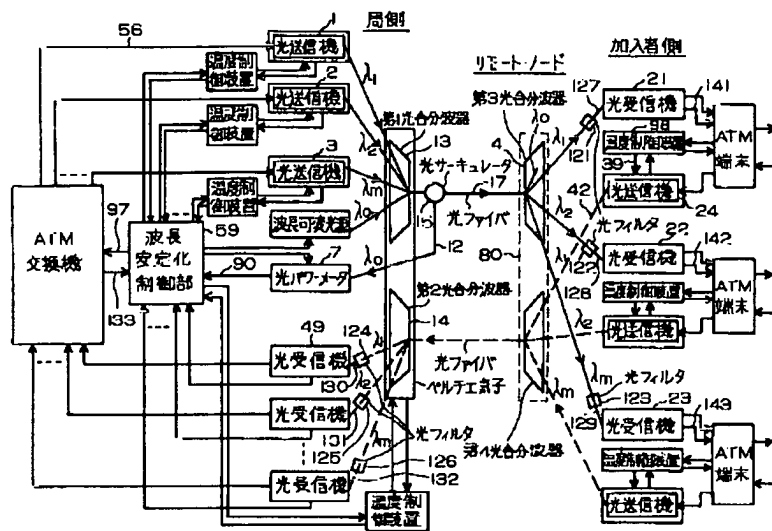 局側
56
1
光送信機
温度制
御装置
λ1
2
光送信機
温度制
御装置
λ2
第1光合分波器
13
3
光送信機
λm
温度制
御装置
59
波長可変光源
λ0
光サーキュレータ
15
17
光ファイバ
12
λ0
7
光パワーメータ
90
97
133
ATM
交換機
波長
安定化
制御部
第2光合分波器
14
光ファイバ
ペルチエ素子
49
光受信機
124
130
λ1
λ2
光受信機
131
125
λm
光フィルタ
126
光受信機
132
温度制
御装置
リモート・ノード
第3光合分波器
4
λ0
λ1
80
λ2
λ1
λ2
λm
λm
第4光合分波器
加入者側
127
21
光受信機
141
121
98
温度制御装置
39
42
光送信機
24
ATM
端末
光フィルタ
22
光受信機
142
122
128
温度制御装置
光送信機
ATM
端末
光フィルタ
123
23
129
光受信機
143
温度制御装置
光送信機
ATM
端末